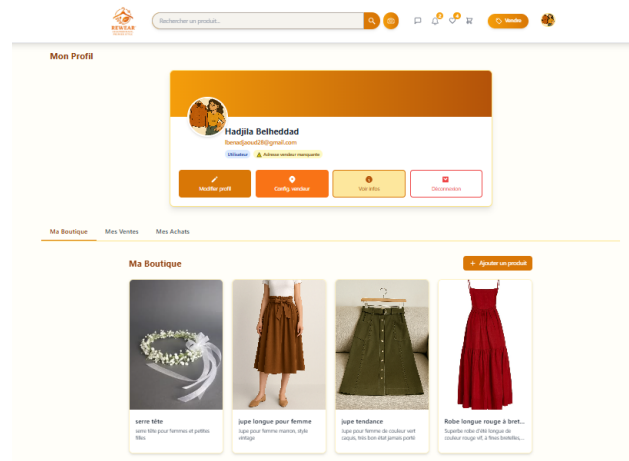 REWEAR
Rechercher un produit...
Vendre
Mon Profil
Hadjila Belheddad
lbenadjaoud28@gmail.com
Utilisateur
Adresse vendeur manquante
Modifier profil
Config. vendeur
Voir infos
Déconnexion
Ma Boutique
Mes Ventes
Mes Achats
Ma Boutique
+ Ajouter un produit
serre tête
serre tête pour femmes et petites
filles
jupe longue pour femme
Jupe pour femme marron, style
vintage
jupe tendance
Jupe pour femme de couleur vert
caquis, très bon état jamais porté
Robe longue rouge à bret...
Superbe robe d'été longue de
couleur rouge vif, a fines bretelles,...